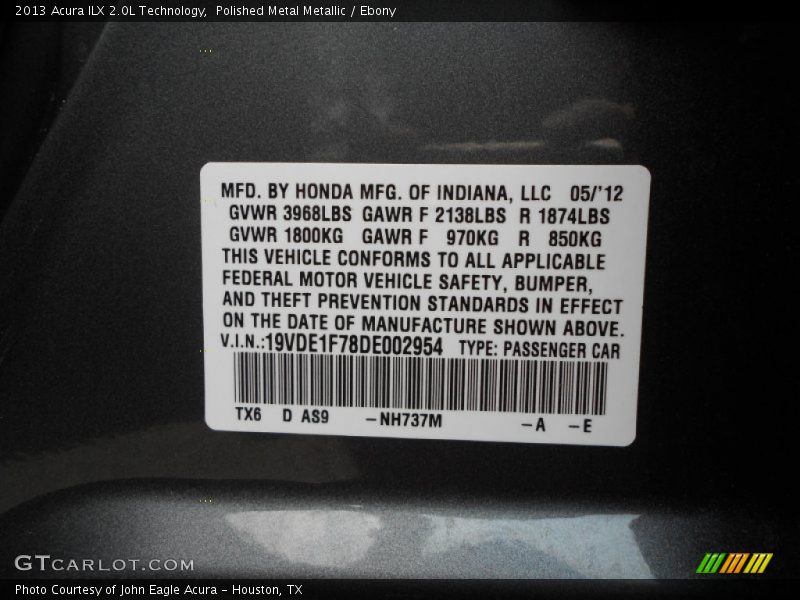 2013 Acura ILX 2.0L Technology,  Polished Metal Metallic / Ebony
MFD. BY HONDA MFG. OF INDIANA, LLC   05/'12
GVWR 3968LBS  GAWR F 2138LBS  R 1874LBS
GVWR 1800KG   GAWR F   970KG   R   850KG
THIS VEHICLE CONFORMS TO ALL APPLICABLE
FEDERAL MOTOR VEHICLE SAFETY, BUMPER,
AND THEFT PREVENTION STANDARDS IN EFFECT
ON THE DATE OF MANUFACTURE SHOWN ABOVE.
V.I.N.:19VDE1F78DE002954   TYPE: PASSENGER CAR
TX6   D  AS9   -NH737M   -A   -E
GTCARLOT.COM
Photo Courtesy of John Eagle Acura - Houston, TX